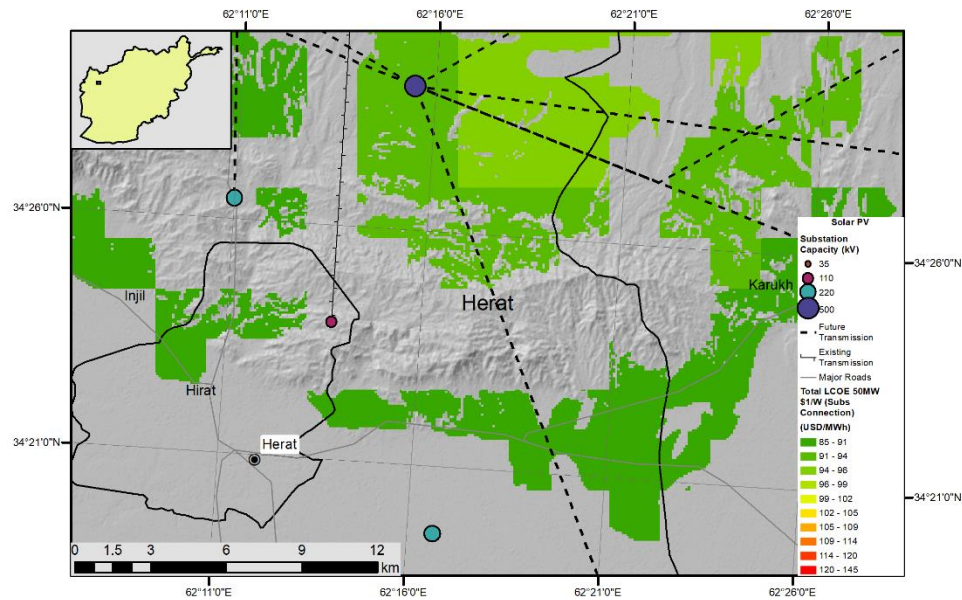 62°11'0"E 62°16'0"E 62°21'0"E 62°26'0"E
34°26'0"N
34°26'0"N
Injil
Herat
Karukh
Hirat
34°21'0"N
Herat
34°21'0"N
0 1.5 3 6 9 12
km
62°11'0"E 62°16'0"E 62°21'0"E 62°26'0"E
Solar PV
Substation
Capacity (kV)
35
110
220
500
Future
Transmission
Existing
Transmission
Major Roads
Total LCOE 50MW
$1/W (Subs
Connection)
(USD/MWh)
85 - 91
91 - 94
94 - 96
96 - 99
99 - 102
102 - 105
105 - 109
109 - 114
114 - 120
120 - 145